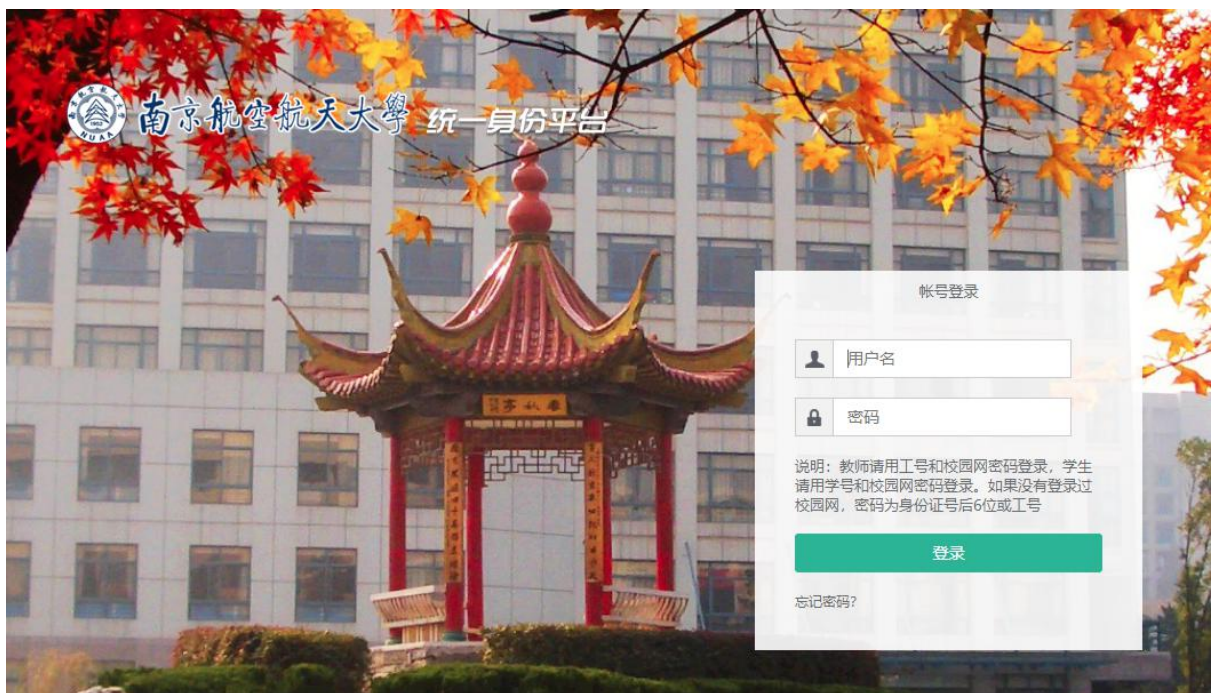 南京航空航天大學 统一身份平台
NUAA
1952
帐号登录
用户名
密码
说明：教师请用工号和校园网密码登录，学生
请用学号和校园网密码登录。如果没有登录过
校园网，密码为身份证号后6位或工号
登录
忘记密码?